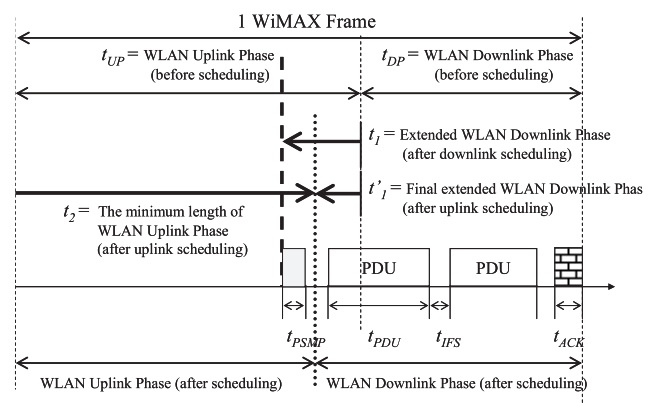 1 WiMAX Frame
t_UP = WLAN Uplink Phase
(before scheduling)
t_DP = WLAN Downlink Phase
(before scheduling)
t_1 = Extended WLAN Downlink Phase
(after downlink scheduling)
t'_1 = Final extended WLAN Downlink Phas
(after uplink scheduling)
t_2 = The minimum length of
WLAN Uplink Phase
(after uplink scheduling)
PDU
PDU
t_PSMP
t_PDU
t_IFS
t_ACK
WLAN Uplink Phase (after scheduling)
WLAN Downlink Phase (after scheduling)